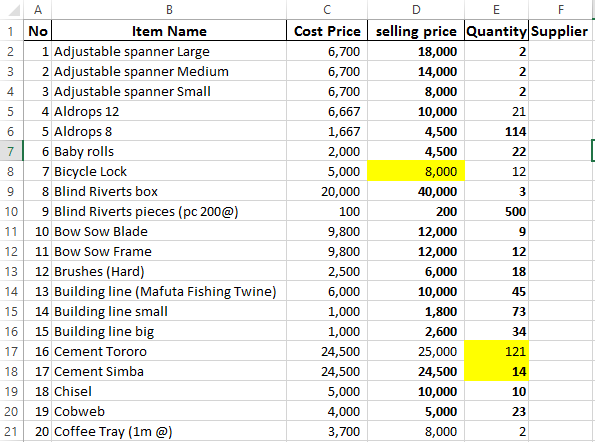 A B C D E F
1 No Item Name Cost Price selling price Quantity Supplier
2 1 Adjustable spanner Large 6,700 18,000 2
3 2 Adjustable spanner Medium 6,700 14,000 2
4 3 Adjustable spanner Small 6,700 8,000 2
5 4 Aldrops 12 6,667 10,000 21
6 5 Aldrops 8 1,667 4,500 114
7 6 Baby rolls 2,000 4,500 22
8 7 Bicycle Lock 5,000 8,000 12
9 8 Blind Riverts box 20,000 40,000 3
10 9 Blind Riverts pieces (pc 200@) 100 200 500
11 10 Bow Sow Blade 9,800 12,000 9
12 11 Bow Sow Frame 9,800 12,000 12
13 12 Brushes (Hard) 2,500 6,000 18
14 13 Building line (Mafuta Fishing Twine) 6,000 10,000 45
15 14 Building line small 1,000 1,800 73
16 15 Building line big 1,000 2,600 34
17 16 Cement Tororo 24,500 25,000 121
18 17 Cement Simba 24,500 24,500 14
19 18 Chisel 5,000 10,000 10
20 19 Cobweb 4,000 5,000 23
21 20 Coffee Tray (1m @) 3,700 8,000 2